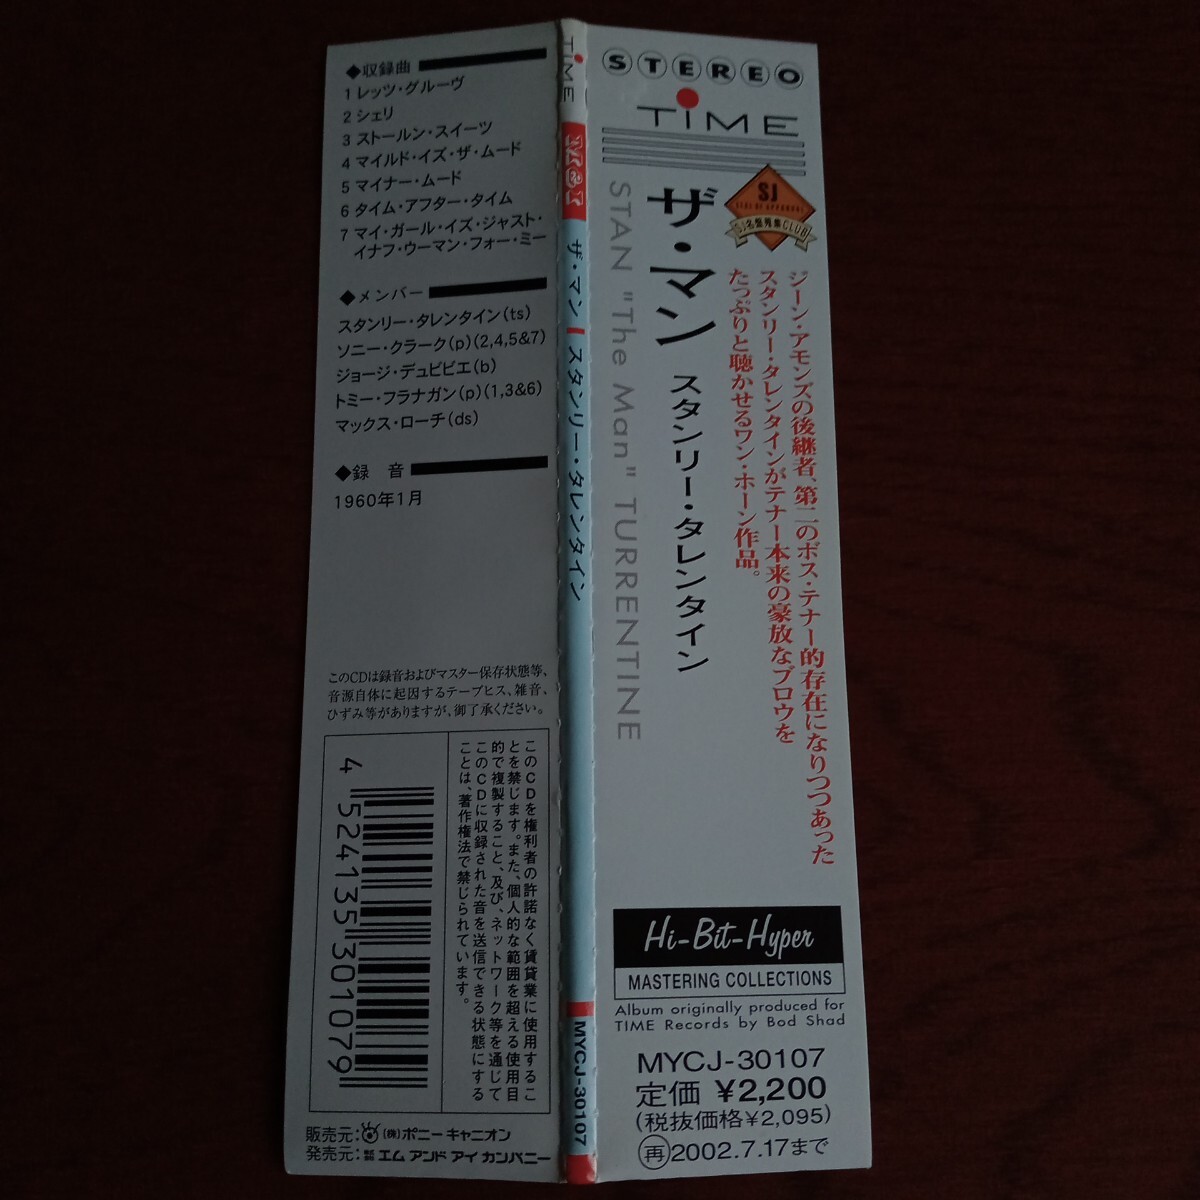 ◆収録曲
1 レッツ・グルーヴ
2 シェリ
3 ストールン・スイーツ
4 マイルド・イズ・ザ・ムード
5 マイナー・ムード
6 タイム・アフター・タイム
7 マイ・ガール・イズ・ジャスト・
イナフ・ウーマン・フォー・ミー
◆メンバー
スタンリー・タレンタイン(ts)
ソニー・クラーク(p)(2,4,5&7)
ジョージ・デュビビエ(b)
トミー・フラナガン(p)(1,3&6)
マックス・ローチ(ds)
◆録 音
1960年1月
このCDは録音およびマスター保存状態等、
音源自体に起因するテープヒス、雑音、
ひずみ等がありますが、御了承ください。
このCDを権利者の許諾なく賃貸業に使用するこ
とを禁じます。また、個人的な範囲を超える使用目
的で複製すること、及び、ネットワーク等を通じて
このCDに収録された音を送信できる状態にする
ことは、著作権法で禁じられています。
4 524135 301079
販売元:(株)ポニーキャニオン
発売元:株式会社 エム アンド アイ カンパニー
TiME
M&I
ザ・マン
スタンリー・タレンタイン
MYCJ-30107
STEREO
TiME
SJ
SEAL OF APPROVAL
SJ名盤蒐集CLUB
ザ・マン スタンリー・タレンタイン
STAN "The Man" TURRENTINE
ジーン・アモンズの後継者、第二のボス・テナー的存在になりつつあった
スタンリー・タレンタインがテナー本来の豪放なブロウを
たっぷりと聴かせるワン・ホーン作品。
Hi-Bit-Hyper
MASTERING COLLECTIONS
Album originally produced for
TIME Records by Bod Shad
MYCJ-30107
定価 ¥2,200
(税抜価格¥2,095)
再2002.7.17まで